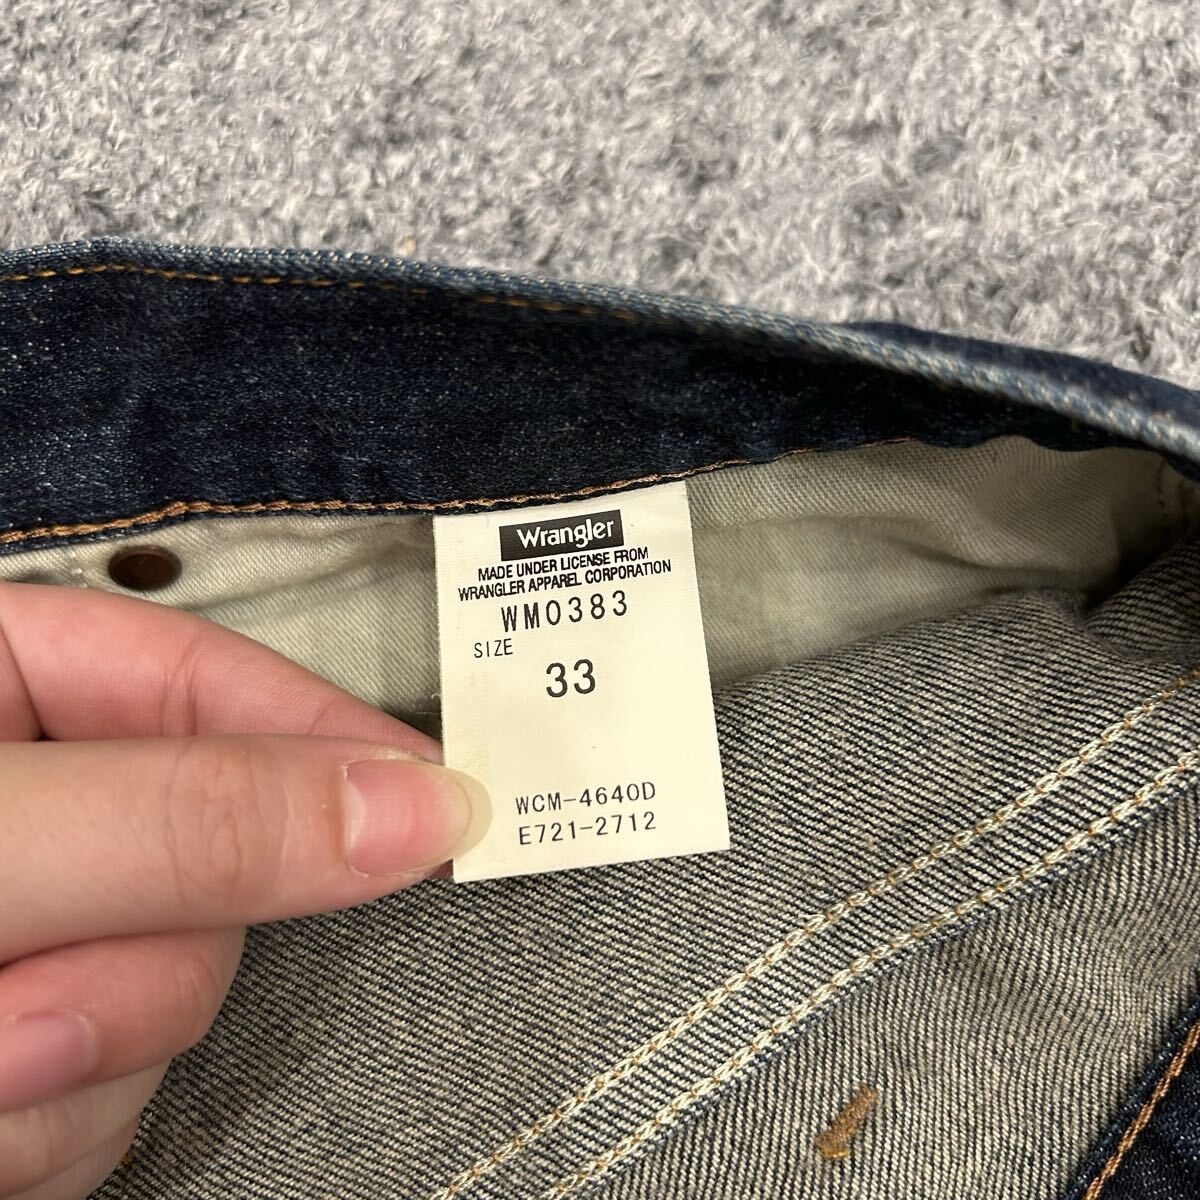 Wrangler
MADE UNDER LICENSE FROM
WRANGLER APPAREL CORPORATION
WM0383
SIZE
33
WCM-4640D
E721-2712